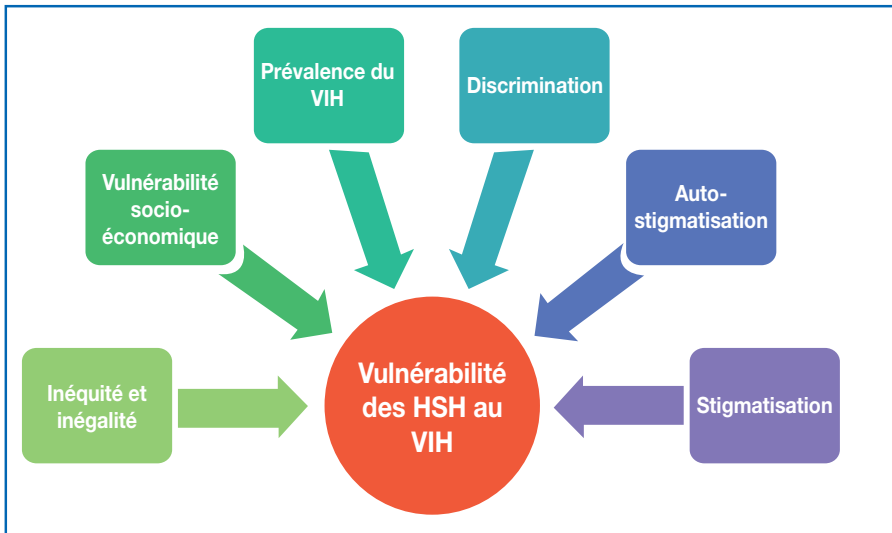 Prévalence du
VIH
Discrimination
Vulnérabilité
socio-
économique
Auto-
stigmatisation
Inéquité et
inégalité
Vulnérabilité
des HSH au
VIH
Stigmatisation